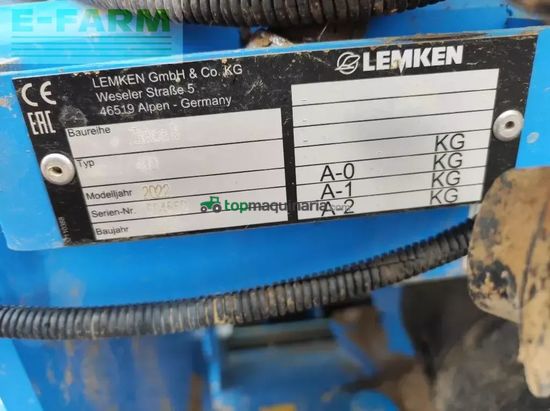 E-FARM
LEMKEN GmbH & Co. KG
Weseler Straße 5
46519 Alpen - Germany
CE
EAC
Baureihe
Typ
Modelljahr 2022
Serien-Nr.
Baujahr
LEMKEN
KG
A-0 KG
A-1 KG
A-2 KG
topmaquinaria.com